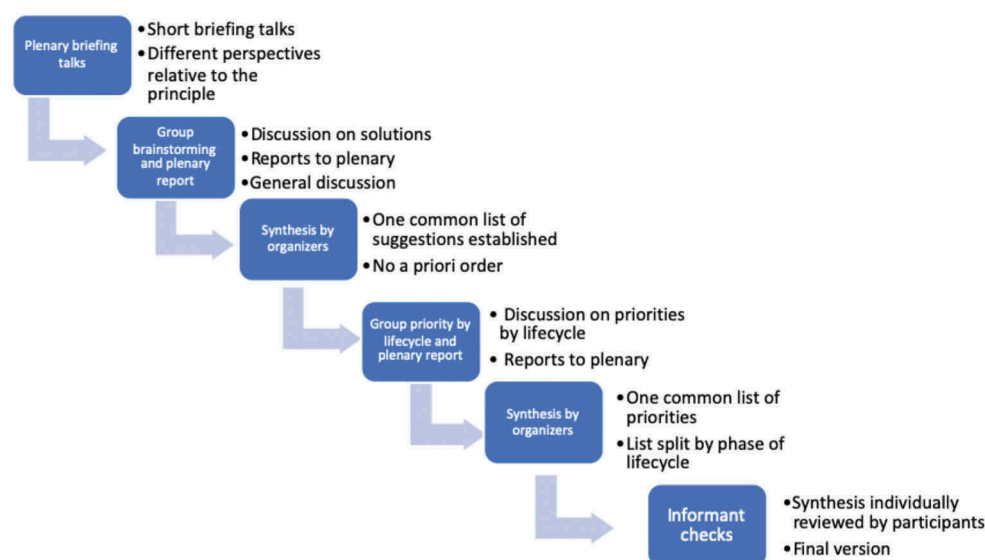 Plenary briefing
talks
•Short briefing talks
•Different perspectives
relative to the
principle
Group
brainstorming
and plenary
report
•Discussion on solutions
•Reports to plenary
•General discussion
Synthesis by
organizers
•One common list of
suggestions established
•No a priori order
Group priority by
lifecycle and
plenary report
• Discussion on priorities
by lifecycle
• Reports to plenary
Synthesis by
organizers
•One common list of
priorities
•List split by phase of
lifecycle
Informant
checks
•Synthesis individually
reviewed by participants
•Final version